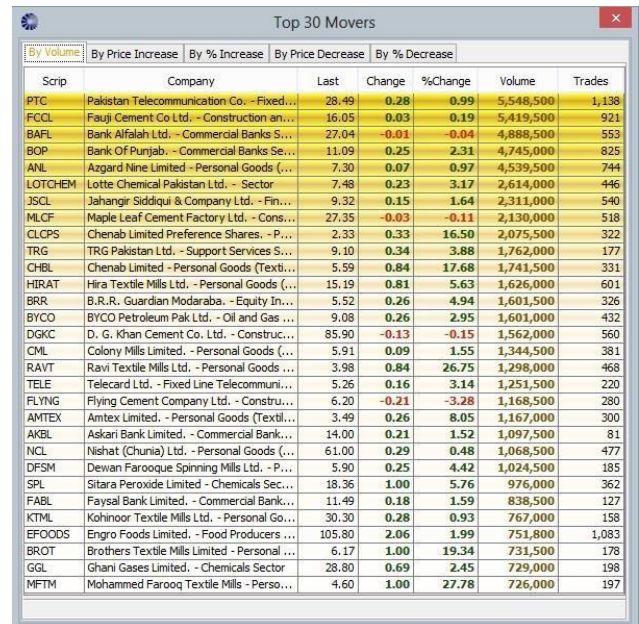 Top 30 Movers
By Volume By Price Increase By % Increase By Price Decrease By % Decrease
Scrip Company Last Change %Change Volume Trades
PTC Pakistan Telecommunication Co. - Fixed... 28.49 0.28 0.99 5,548,500 1,138
FCCL Fauji Cement Co Ltd. - Construction an... 16.05 0.03 0.19 5,419,500 921
BAFL Bank Alfalah Ltd. - Commercial Banks S... 27.04 -0.01 -0.04 4,888,500 553
BOP Bank Of Punjab. - Commercial Banks Se... 11.09 0.25 2.31 4,745,000 825
ANL Azgard Nine Limited - Personal Goods (... 7.30 0.07 0.97 4,539,500 744
LOTCHEM Lotte Chemical Pakistan Ltd. - Sector 7.48 0.23 3.17 2,614,000 446
JSCL Jahangir Siddiqui & Company Ltd. - Fin... 9.32 0.15 1.64 2,311,000 540
MLCF Maple Leaf Cement Factory Ltd. - Cons... 27.35 -0.03 -0.11 2,130,000 518
CLCPS Chenab Limited Preference Shares. - P... 2.33 0.33 16.50 2,075,500 322
TRG TRG Pakistan Ltd. - Support Services S... 9.10 0.34 3.88 1,762,000 177
CHBL Chenab Limited - Personal Goods (Texti... 5.59 0.84 17.68 1,741,500 331
HIRAT Hira Textile Mills Ltd. - Personal Goods (... 15.19 0.81 5.63 1,626,000 601
BRR B.R.R. Guardian Modaraba. - Equity In... 5.52 0.26 4.94 1,601,500 326
BYCO BYCO Petroleum Pak Ltd. - Oil and Gas ... 9.08 0.26 2.95 1,601,000 432
DGKC D. G. Khan Cement Co. Ltd. - Construc... 85.90 -0.13 -0.15 1,562,000 560
CML Colony Mills Limited. - Personal Goods (... 5.91 0.09 1.55 1,344,500 381
RAVT Ravi Textile Mills Ltd. - Personal Goods ... 3.98 0.84 26.75 1,298,000 468
TELE Telecard Ltd. - Fixed Line Telecommuni... 5.26 0.16 3.14 1,251,500 220
FLYNG Flying Cement Company Ltd. - Constru... 6.20 -0.21 -3.28 1,168,500 280
AMTEX Amtex Limited. - Personal Goods (Textil... 3.49 0.26 8.05 1,167,000 300
AKBL Askari Bank Limited. - Commercial Bank... 14.00 0.21 1.52 1,097,500 81
NCL Nishat (Chunia) Ltd. - Personal Goods (... 61.00 0.29 0.48 1,068,500 477
DFSM Dewan Farooque Spinning Mills Ltd. - P... 5.90 0.25 4.42 1,024,500 185
SPL Sitara Peroxide Limited - Chemicals Sec... 18.36 1.00 5.76 976,000 362
FABL Faysal Bank Limited. - Commercial Bank... 11.49 0.18 1.59 838,500 127
KTML Kohinoor Textile Mills Ltd. - Personal Go... 30.30 0.28 0.93 767,000 158
EFOODS Engro Foods Limited. - Food Producers ... 105.80 2.06 1.99 751,800 1,083
BROT Brothers Textile Mills Limited - Personal ... 6.17 1.00 19.34 731,500 178
GGL Ghani Gases Limited. - Chemicals Sector 28.80 0.69 2.45 729,000 198
MFTM Mohammed Farooq Textile Mills - Perso... 4.60 1.00 27.78 726,000 197